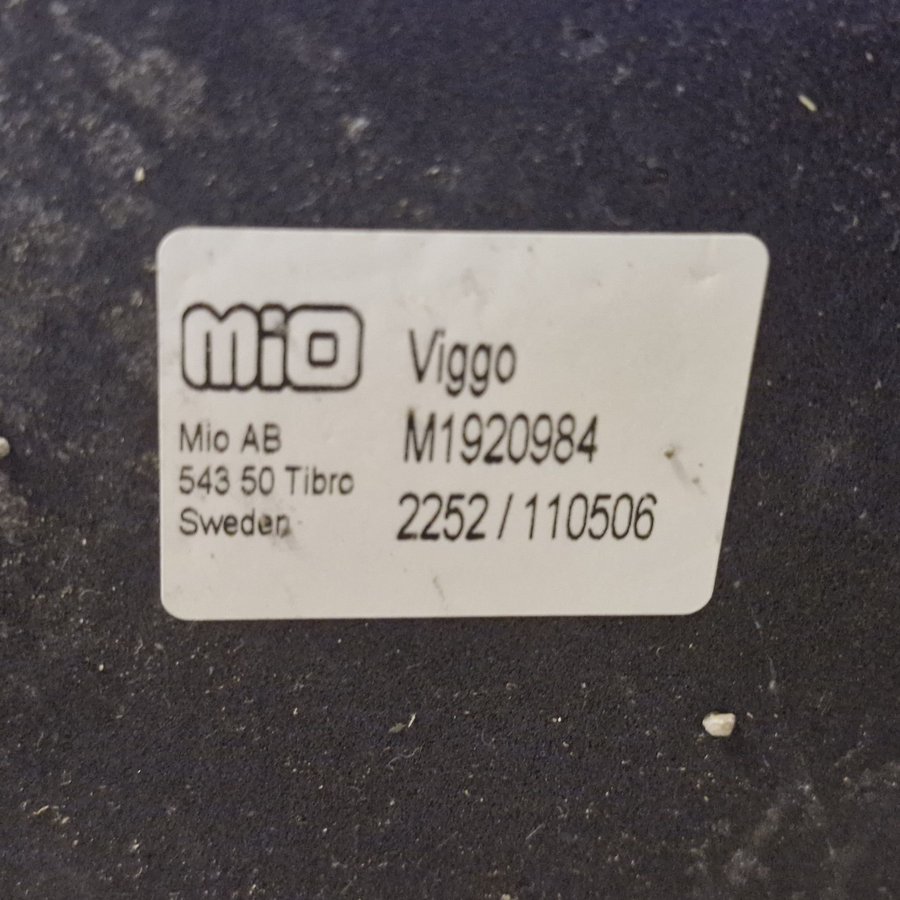 mio
Mio AB
543 50 Tibro
Sweden
Viggo
M1920984
2252 / 110506